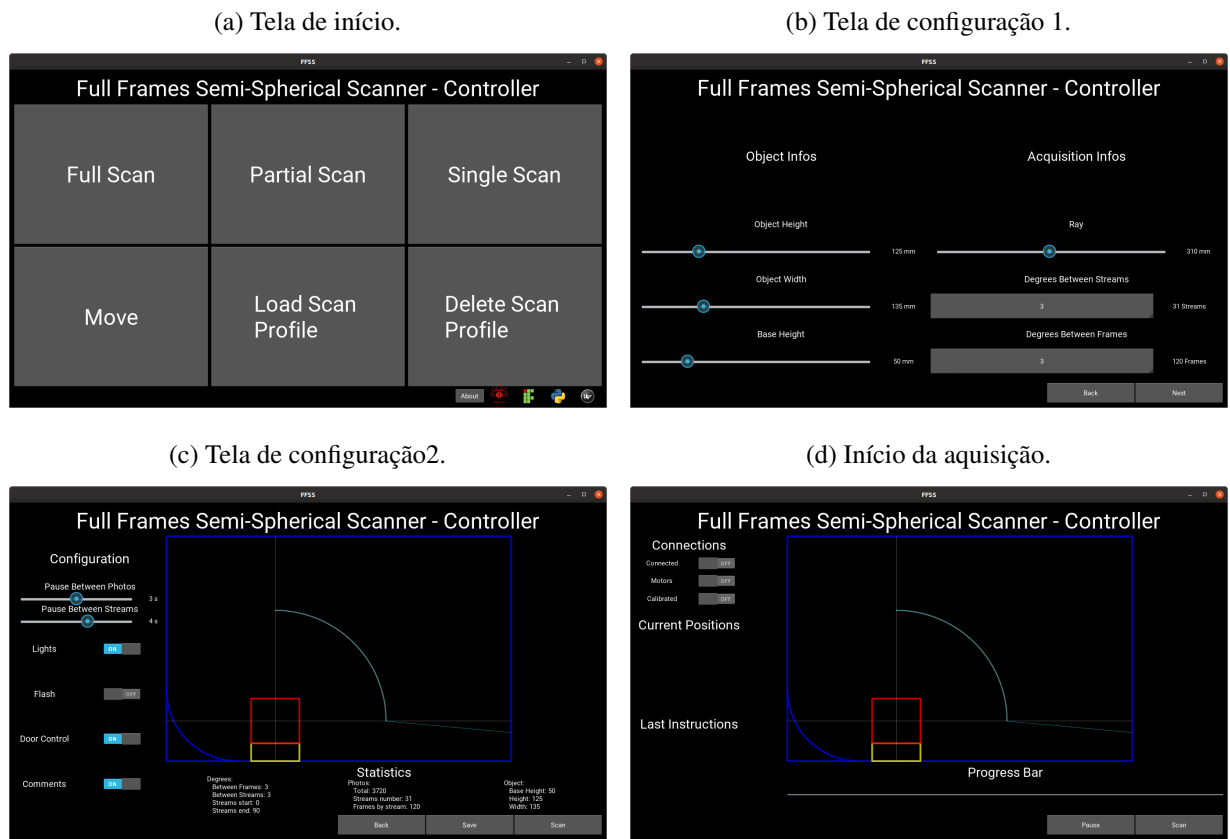 (a) Tela de início.
FFSS
Full Frames Semi-Spherical Scanner - Controller
Full Scan
Partial Scan
Single Scan
Move
Load Scan
Profile
Delete Scan
Profile
About
(b) Tela de configuração 1.
FFSS
Full Frames Semi-Spherical Scanner - Controller
Object Infos
Acquisition Infos
Object Height
125 mm
Ray
310 mm
Object Width
135 mm
Degrees Between Streams
3
31 Streams
Base Height
50 mm
Degrees Between Frames
3
120 Frames
Back
Next
(c) Tela de configuração2.
FFSS
Full Frames Semi-Spherical Scanner - Controller
Configuration
Pause Between Photos
3 s
Pause Between Streams
4 s
Lights
ON
Flash
OFF
Door Control
ON
Comments
ON
Statistics
Degrees:
Between Frames: 3
Between Streams: 3
Streams start: 0
Streams end: 90
Photos:
Total: 3720
Streams number: 31
Frames by stream: 120
Object:
Base Height: 50
Height: 125
Width: 135
Back
Save
Scan
(d) Início da aquisição.
FFSS
Full Frames Semi-Spherical Scanner - Controller
Connections
Connected
OFF
Motors
OFF
Calibrated
OFF
Current Positions
Last Instructions
Progress Bar
Pause
Scan